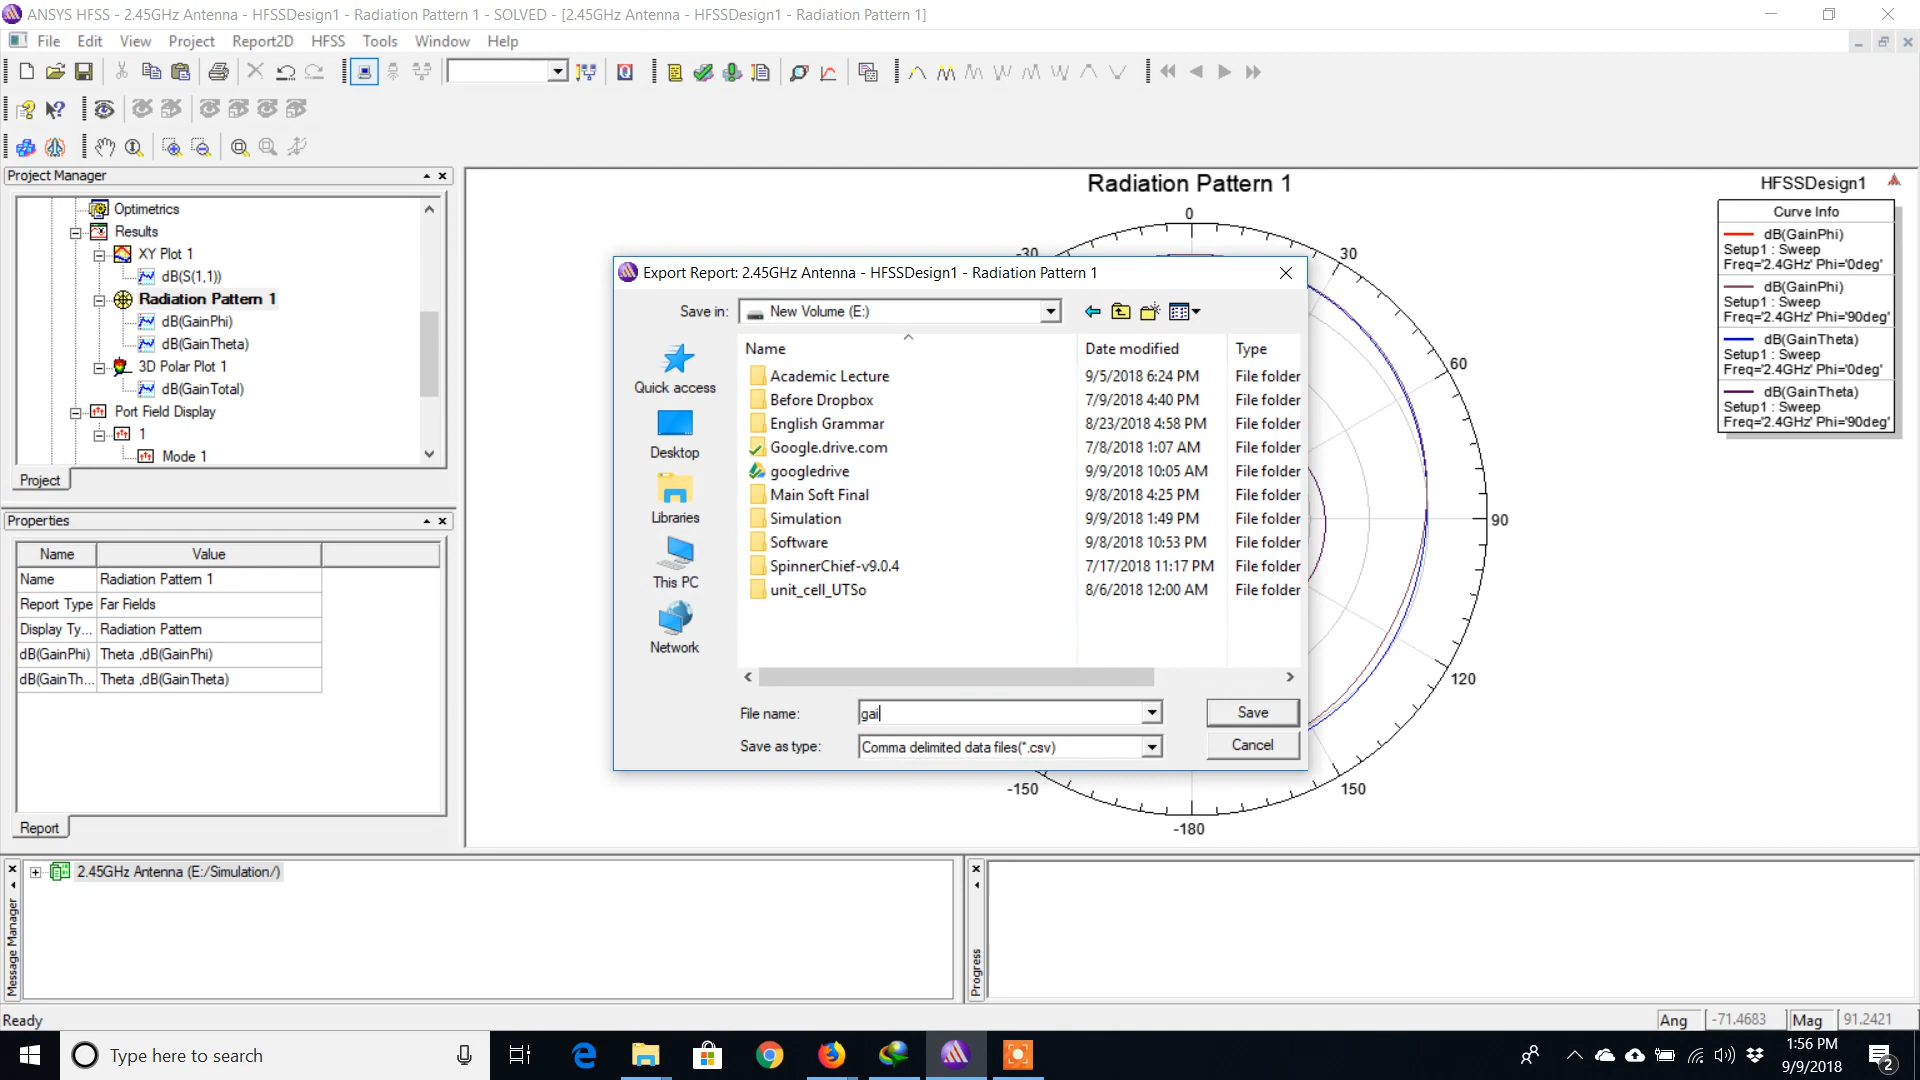 ANSYS HFSS - 2.45GHz Antenna - HFSSDesign1 - Radiation Pattern 1 - SOLVED - [2.45GHz Antenna - HFSSDesign1 - Radiation Pattern 1]
File Edit View Project Report2D HFSS Tools Window Help
Project Manager
Optimetrics
Results
XY Plot 1
dB(S(1,1))
Radiation Pattern 1
dB(GainPhi)
dB(GainTheta)
3D Polar Plot 1
dB(GainTotal)
Port Field Display
1
Mode 1
Project
Properties
Name Value
Name Radiation Pattern 1
Report Type Far Fields
Display Ty... Radiation Pattern
dB(GainPhi) Theta ,dB(GainPhi)
dB(GainTh... Theta ,dB(GainTheta)
Report
Radiation Pattern 1
HFSSDesign1
0
-30
30
60
90
120
150
-150
-180
Curve Info
dB(GainPhi)
Setup1 : Sweep
Freq='2.4GHz' Phi='0deg'
dB(GainPhi)
Setup1 : Sweep
Freq='2.4GHz' Phi='90deg'
dB(GainTheta)
Setup1 : Sweep
Freq='2.4GHz' Phi='0deg'
dB(GainTheta)
Setup1 : Sweep
Freq='2.4GHz' Phi='90deg'
Export Report: 2.45GHz Antenna - HFSSDesign1 - Radiation Pattern 1
Save in: New Volume (E:)
Quick access
Desktop
Libraries
This PC
Network
Name Date modified Type
Academic Lecture 9/5/2018 6:24 PM File folder
Before Dropbox 7/9/2018 4:40 PM File folder
English Grammar 8/23/2018 4:58 PM File folder
Google.drive.com 7/8/2018 1:07 AM File folder
googledrive 9/9/2018 10:05 AM File folder
Main Soft Final 9/8/2018 4:25 PM File folder
Simulation 9/9/2018 1:49 PM File folder
Software 9/8/2018 10:53 PM File folder
SpinnerChief-v9.0.4 7/17/2018 11:17 PM File folder
unit_cell_UTSo 8/6/2018 12:00 AM File folder
File name: gai
Save
Save as type: Comma delimited data files(*.csv)
Cancel
Message Manager
2.45GHz Antenna (E:/Simulation/)
Progress
Ready
Ang -71.4683 Mag 91.2421
Type here to search
1:56 PM
9/9/2018
2